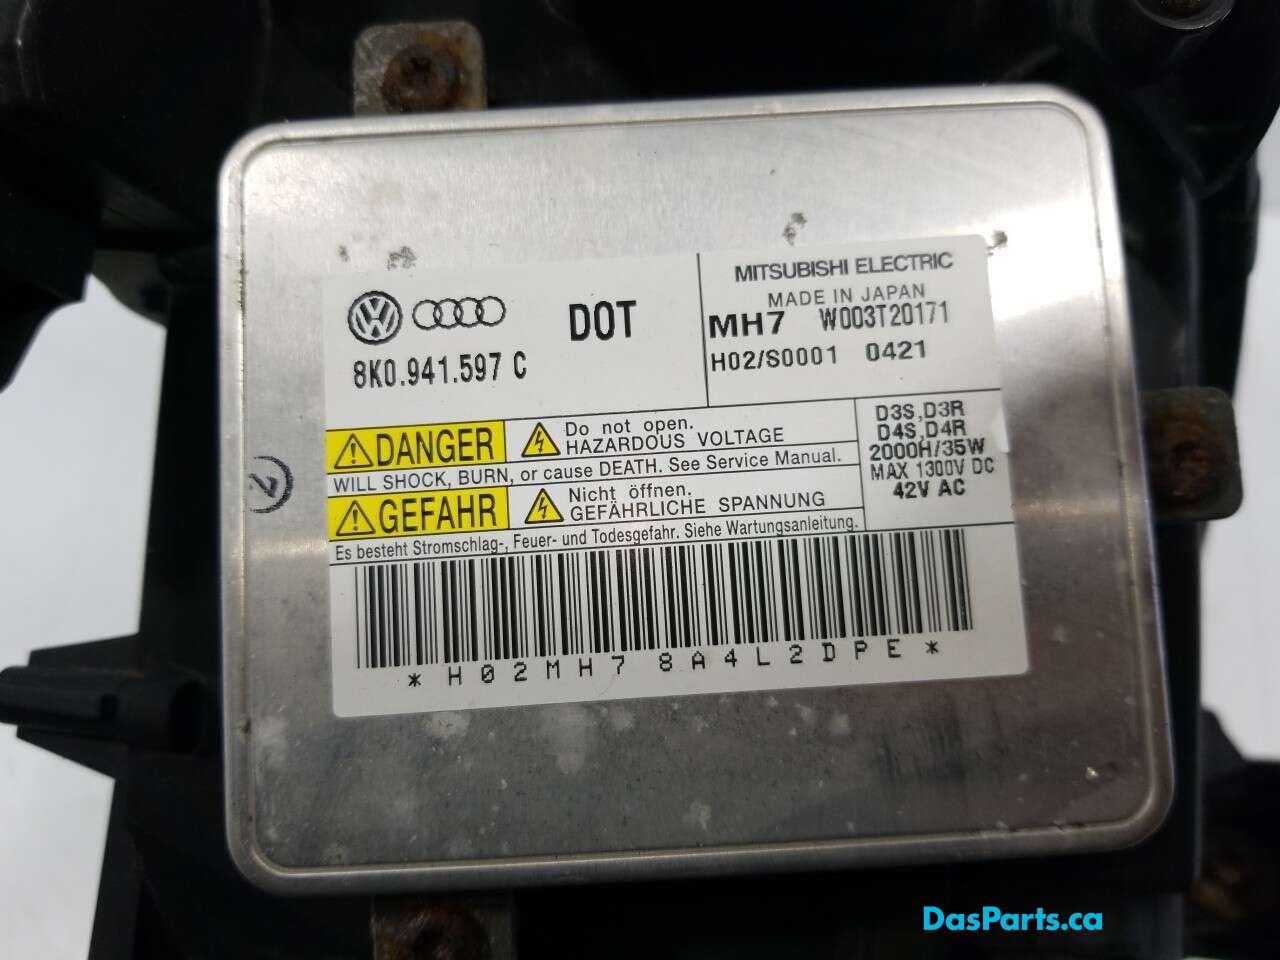 8K0.941.597 C
DOT
MITSUBISHI ELECTRIC
MADE IN JAPAN
MH7 W003T20171
H02/S0001 0421
DANGER
Do not open.
HAZARDOUS VOLTAGE
WILL SHOCK, BURN, or cause DEATH. See Service Manual.
GEFAHR
Nicht öffnen.
GEFÄHRLICHE SPANNUNG
Es besteht Stromschlag-, Feuer- und Todesgefahr. Siehe Wartungsanleitung.
D3S,D3R
D4S,D4R
2000H/35W
MAX 1300V DC
42V AC
*H02MH78A4L2DPE*
DasParts.ca